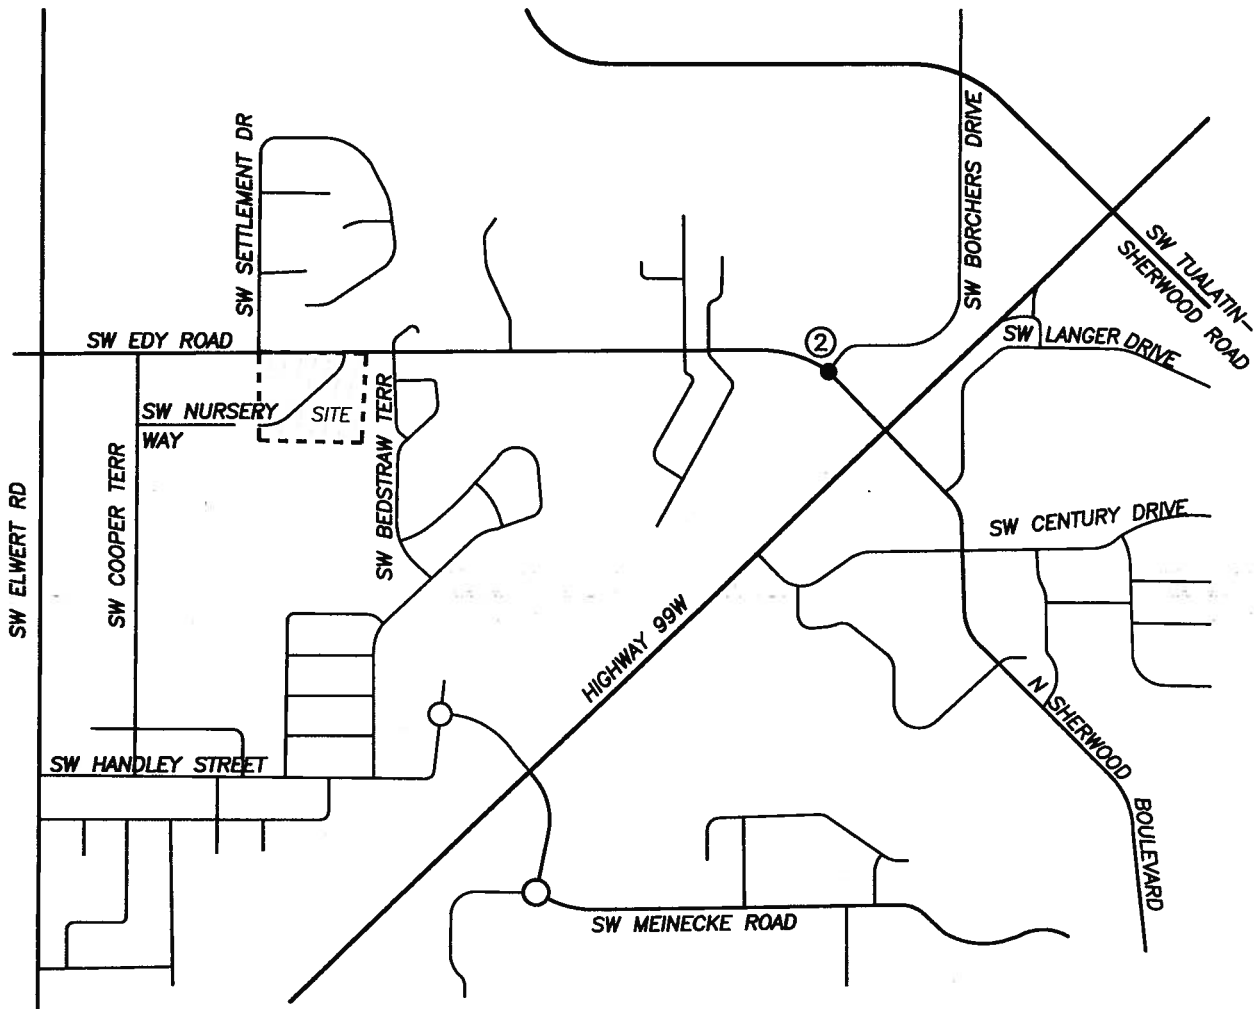 SW SETTLEMENT DR
SW BORCHERS DRIVE
SW TUALATIN-
SHERWOOD ROAD
SW EDY ROAD
2
SW LANGER DRIVE
SW NURSERY
WAY
SITE
SW BEDSTRAW TERR
SW COOPER TERR
SW ELWERT RD
SW CENTURY DRIVE
HIGHWAY 99W
N SHERWOOD
BOULEVARD
SW HANDLEY STREET
SW MEINECKE ROAD